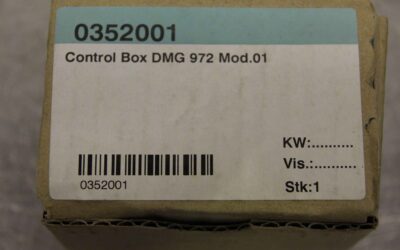 0352001
Control Box DMG 972 Mod.01
KW:..........
Vis.:..........
0352001
Stk:1